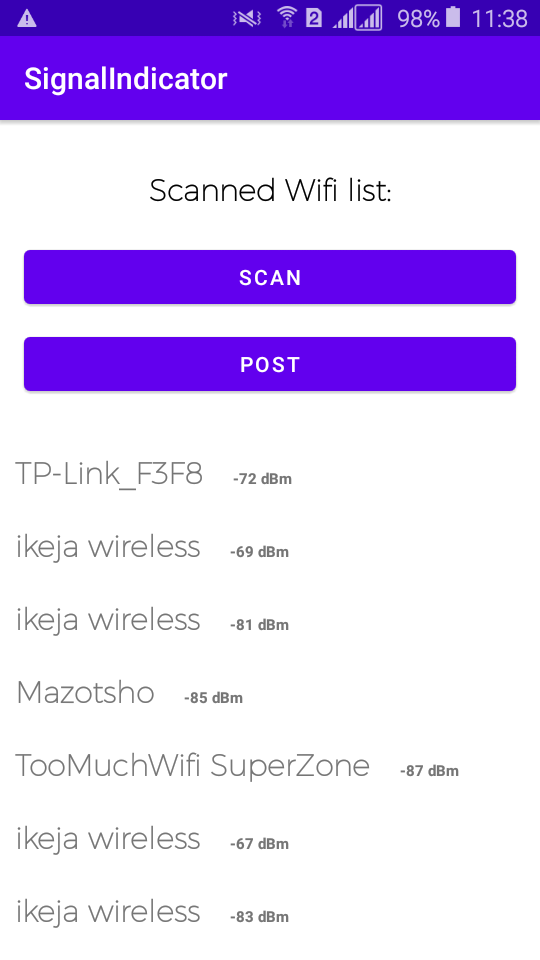 2 98% 11:38
SignalIndicator
Scanned Wifi list:
SCAN
POST
TP-Link_F3F8 -72 dBm
ikeja wireless -69 dBm
ikeja wireless -81 dBm
Mazotsho -85 dBm
TooMuchWifi SuperZone -87 dBm
ikeja wireless -67 dBm
ikeja wireless -83 dBm